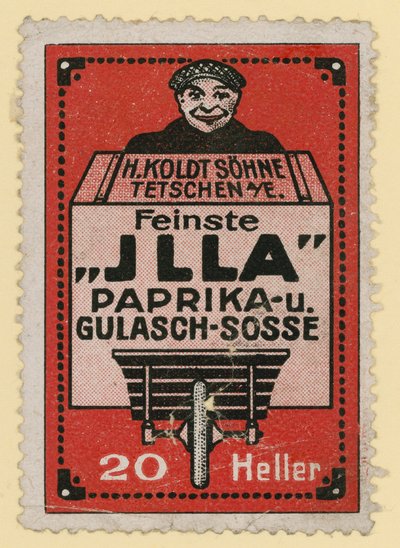 H. KOLDT SÖHNE
TETSCHEN A/E.
Feinste
„JLLA“
PAPRIKA-u.
GULASCH-SOSSE
20 Heller